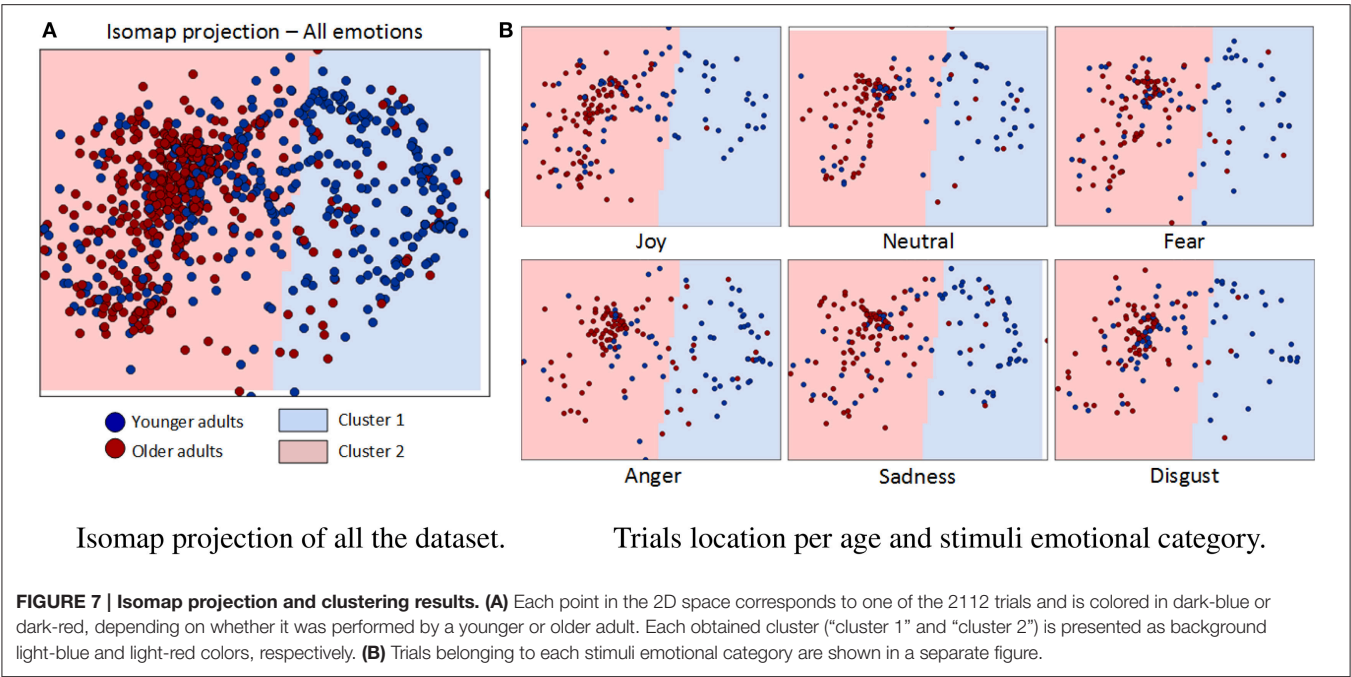 A
Isomap projection – All emotions
Younger adults
Older adults
Cluster 1
Cluster 2
B
Joy
Neutral
Fear
Anger
Sadness
Disgust
Isomap projection of all the dataset.
Trials location per age and stimuli emotional category.
FIGURE 7 | Isomap projection and clustering results. (A) Each point in the 2D space corresponds to one of the 2112 trials and is colored in dark-blue or
dark-red, depending on whether it was performed by a younger or older adult. Each obtained cluster (“cluster 1” and “cluster 2”) is presented as background
light-blue and light-red colors, respectively. (B) Trials belonging to each stimuli emotional category are shown in a separate figure.